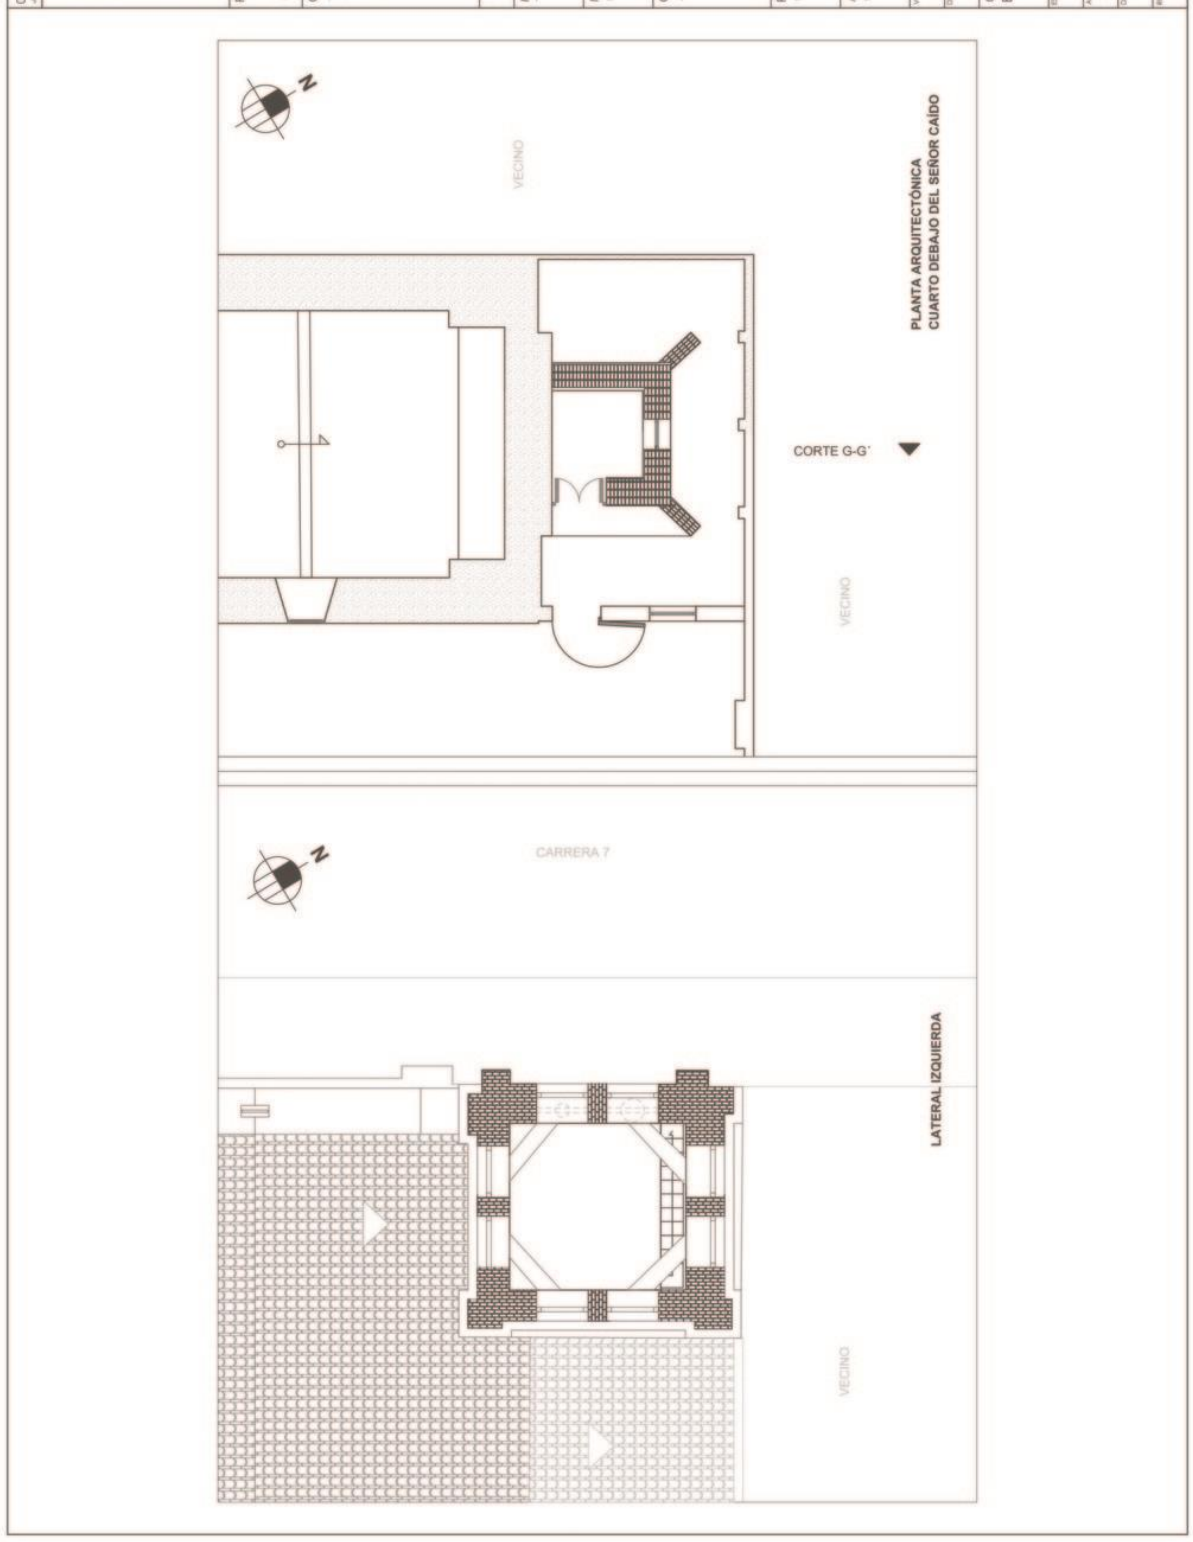 N
VECINO
PLANTA ARQUITECTÓNICA
CUARTO DEBAJO DEL SEÑOR CAÍDO
CORTE G-G´
VECINO
N
CARRERA 7
LATERAL IZQUIERDA
VECINO